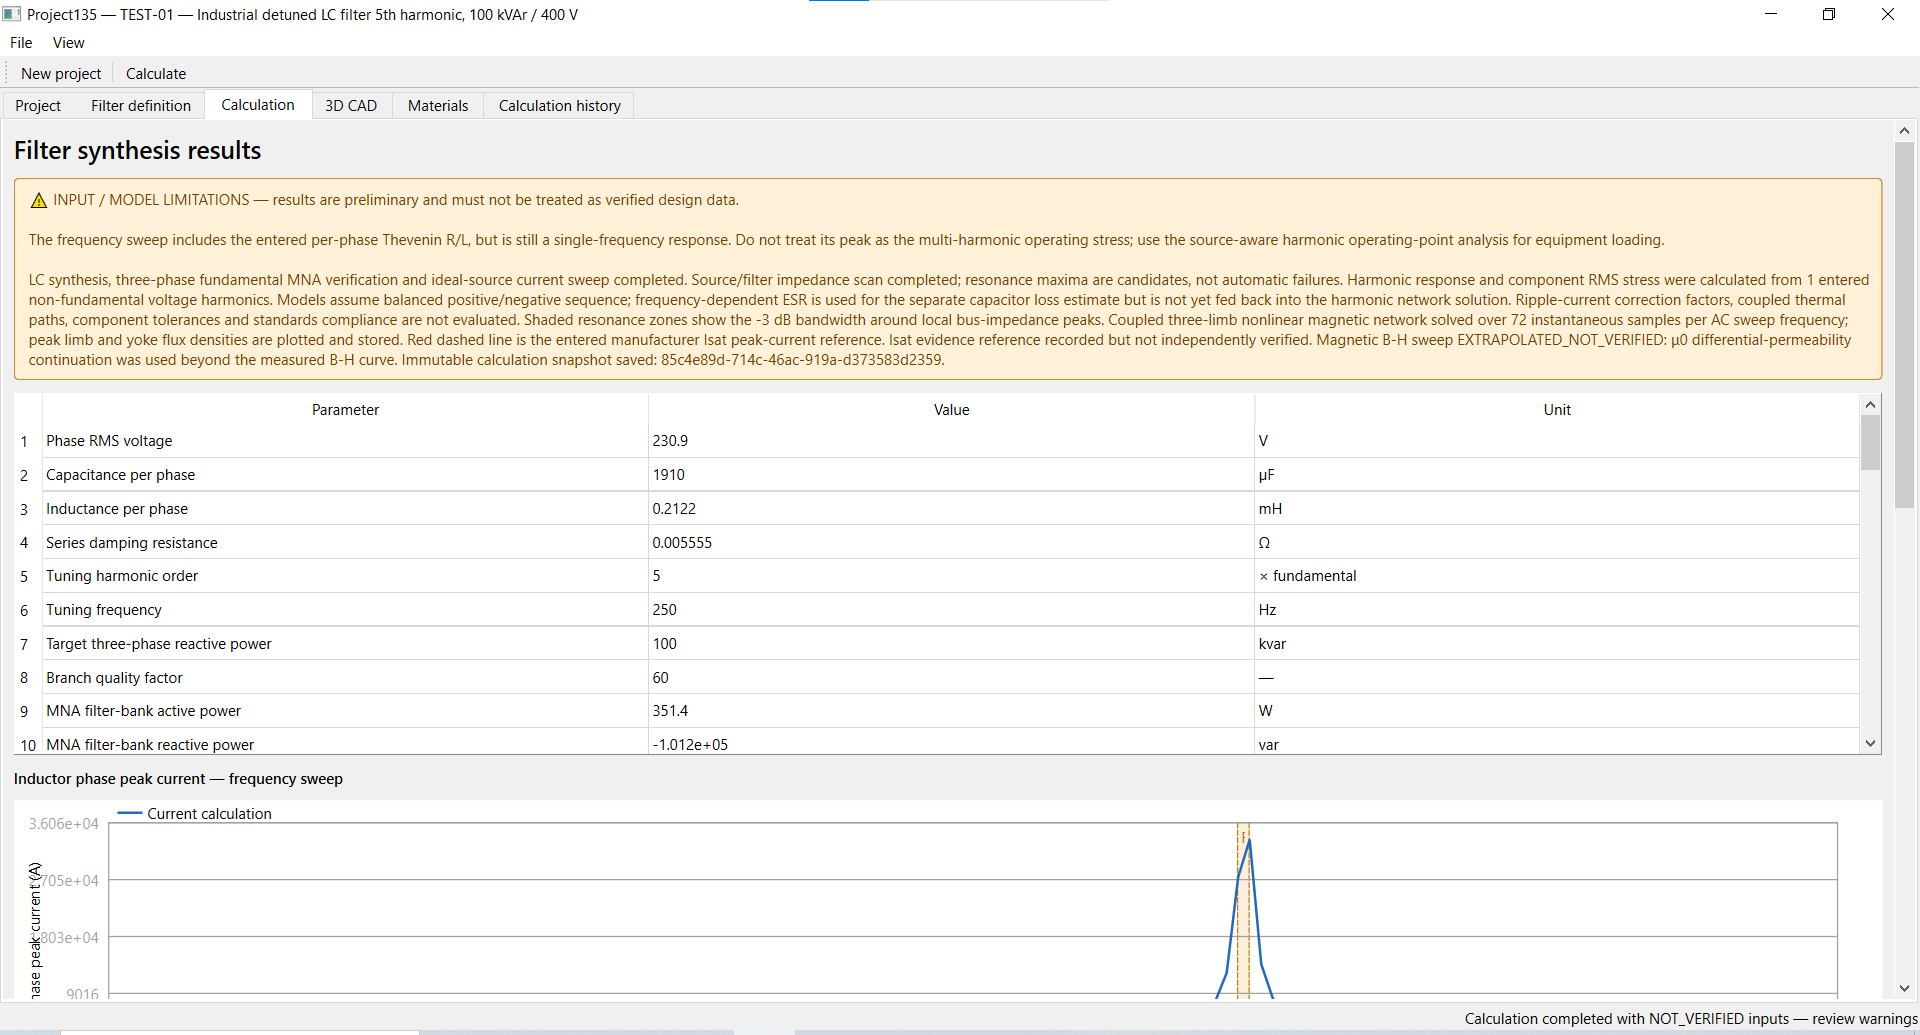 Project135 — TEST-01 — Industrial detuned LC filter 5th harmonic, 100 kVAr / 400 V
File View
New project Calculate
Project Filter definition Calculation 3D CAD Materials Calculation history
Filter synthesis results
INPUT / MODEL LIMITATIONS — results are preliminary and must not be treated as verified design data.
The frequency sweep includes the entered per-phase Thevenin R/L, but is still a single-frequency response. Do not treat its peak as the multi-harmonic operating stress; use the source-aware harmonic operating-point analysis for equipment loading.
LC synthesis, three-phase fundamental MNA verification and ideal-source current sweep completed. Source/filter impedance scan completed; resonance maxima are candidates, not automatic failures. Harmonic response and component RMS stress were calculated from 1 entered
non-fundamental voltage harmonics. Models assume balanced positive/negative sequence; frequency-dependent ESR is used for the separate capacitor loss estimate but is not yet fed back into the harmonic network solution. Ripple-current correction factors, coupled thermal
paths, component tolerances and standards compliance are not evaluated. Shaded resonance zones show the -3 dB bandwidth around local bus-impedance peaks. Coupled three-limb nonlinear magnetic network solved over 72 instantaneous samples per AC sweep frequency;
peak limb and yoke flux densities are plotted and stored. Red dashed line is the entered manufacturer Isat peak-current reference. Isat evidence reference recorded but not independently verified. Magnetic B-H sweep EXTRAPOLATED_NOT_VERIFIED: µ0 differential-permeability
continuation was used beyond the measured B-H curve. Immutable calculation snapshot saved: 85c4e89d-714c-46ac-919a-d373583d2359.
Parameter Value Unit
1 Phase RMS voltage 230.9 V
2 Capacitance per phase 1910 µF
3 Inductance per phase 0.2122 mH
4 Series damping resistance 0.005555 Ω
5 Tuning harmonic order 5 × fundamental
6 Tuning frequency 250 Hz
7 Target three-phase reactive power 100 kvar
8 Branch quality factor 60 —
9 MNA filter-bank active power 351.4 W
10 MNA filter-bank reactive power -1.012e+05 var
Inductor phase peak current — frequency sweep
Current calculation
3.606e+04
705e+04
803e+04
9016
peak current (A)
Calculation completed with NOT_VERIFIED inputs — review warnings